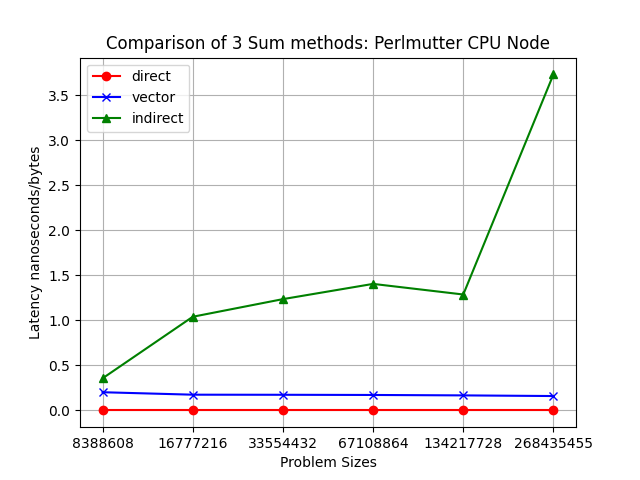 Comparison of 3 Sum methods: Perlmutter CPU Node
direct
vector
indirect
3.5
3.0
2.5
2.0
1.5
1.0
0.5
0.0
Latency nanoseconds/bytes
8388608 16777216 33554432 67108864 134217728 268435455
Problem Sizes